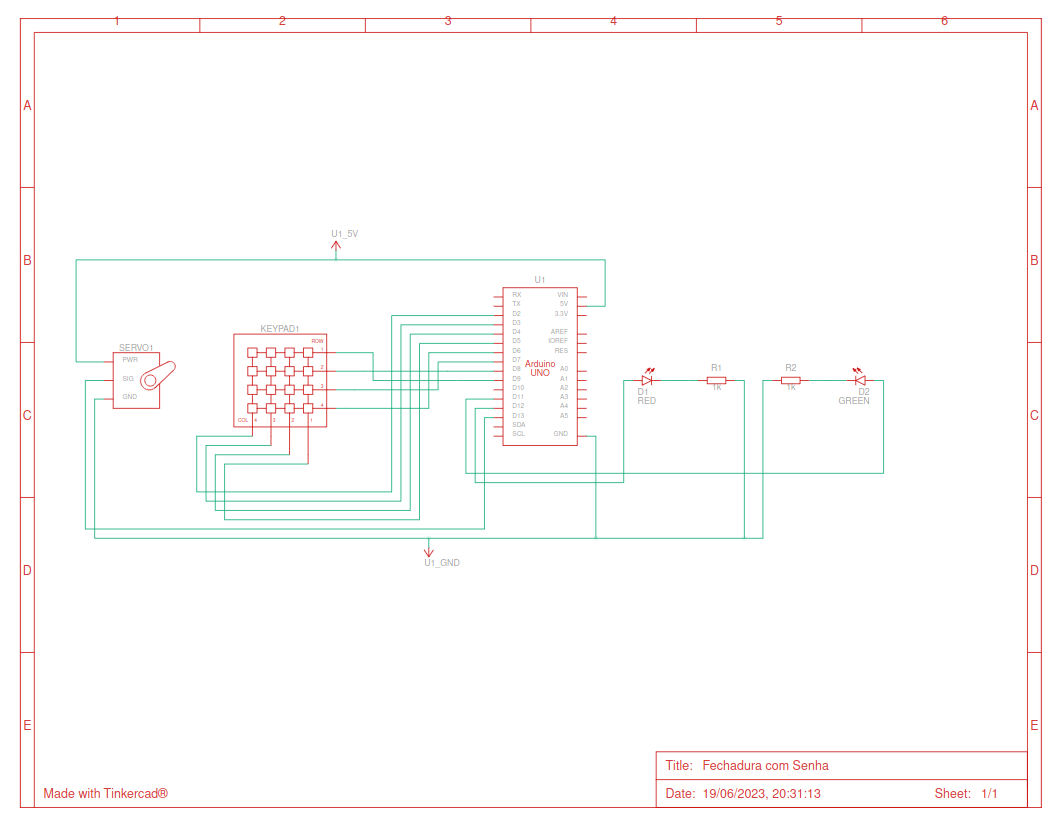 1 2 3 4 5 6
A A
B B
C C
D D
E E
U1_5V
U1
RX VIN
TX 5V
D2 3.3V
D3
D4 AREF
D5 IOREF
D6 RES
D7
D8 A0
D9 A1
D10 A2
D11 A3
D12 A4
D13 A5
SDA
SCL GND
Arduino
UNO
KEYPAD1
ROW
1
2
3
4
COL 4 3 2 1
SERVO1
PWR
SIG
GND
D1
RED
R1
1k
R2
1k
D2
GREEN
U1_GND
Title: Fechadura com Senha
Made with Tinkercad®
Date: 19/06/2023, 20:31:13 Sheet: 1/1